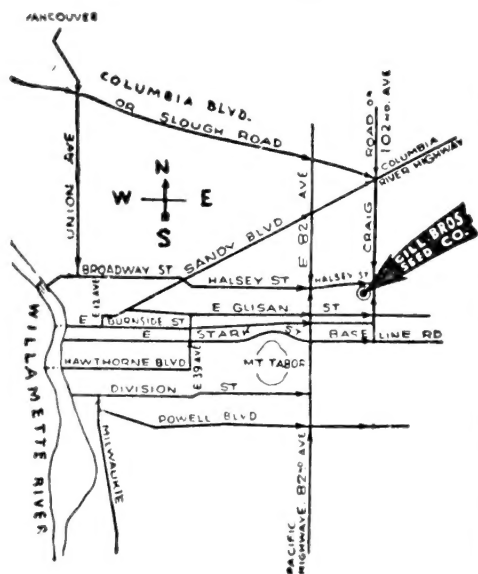 VANCOUVER
COLUMBIA BLVD.
OR SLOUGH ROAD
UNION AVE
N
W E
S
E 82 AVE
CRAIG ROAD OR
102ND. AVE
COLUMBIA
RIVER HIGHWAY
SANDY BLVD
GILL BROS
SEED CO.
BROADWAY ST
HALSEY ST
HALSEY ST
E 12 AVE
E GLISAN ST
E BURNSIDE ST
E STARK ST
BASE LINE RD
HAWTHORNE BLVD
E 39 AVE
MT TABOR
DIVISION ST
POWELL BLVD
WILLAMETTE RIVER
MILWAUKIE
PACIFIC
HIGHWAY. 82ND AVE